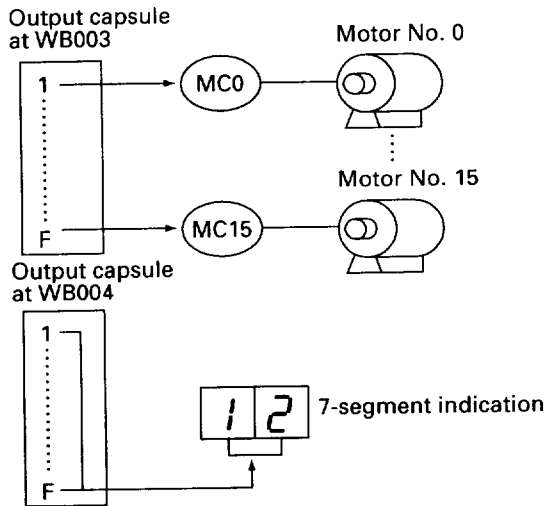 Output capsule
at WB003
1
F
MC0
Motor No. 0
MC15
Motor No. 15
Output capsule
at WB004
1
F
12
7-segment indication